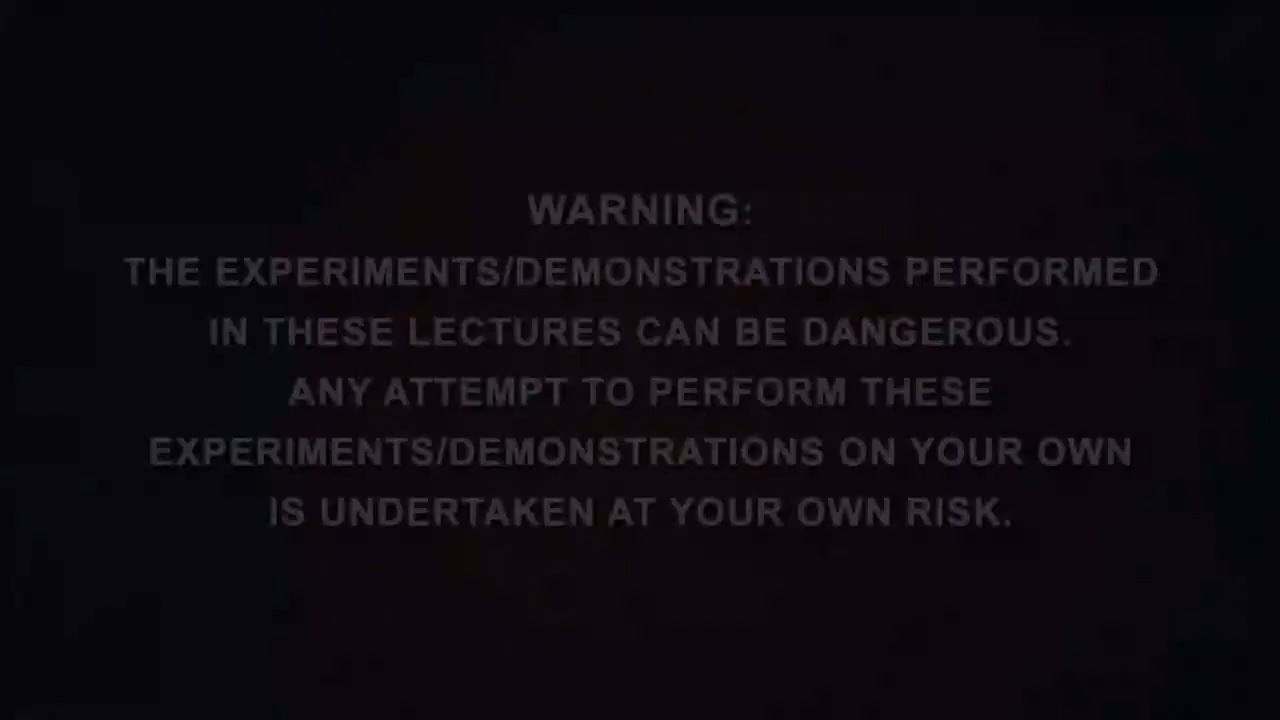 WARNING:
THE EXPERIMENTS/DEMONSTRATIONS PERFORMED
IN THESE LECTURES CAN BE DANGEROUS.
ANY ATTEMPT TO PERFORM THESE
EXPERIMENTS/DEMONSTRATIONS ON YOUR OWN
IS UNDERTAKEN AT YOUR OWN RISK.